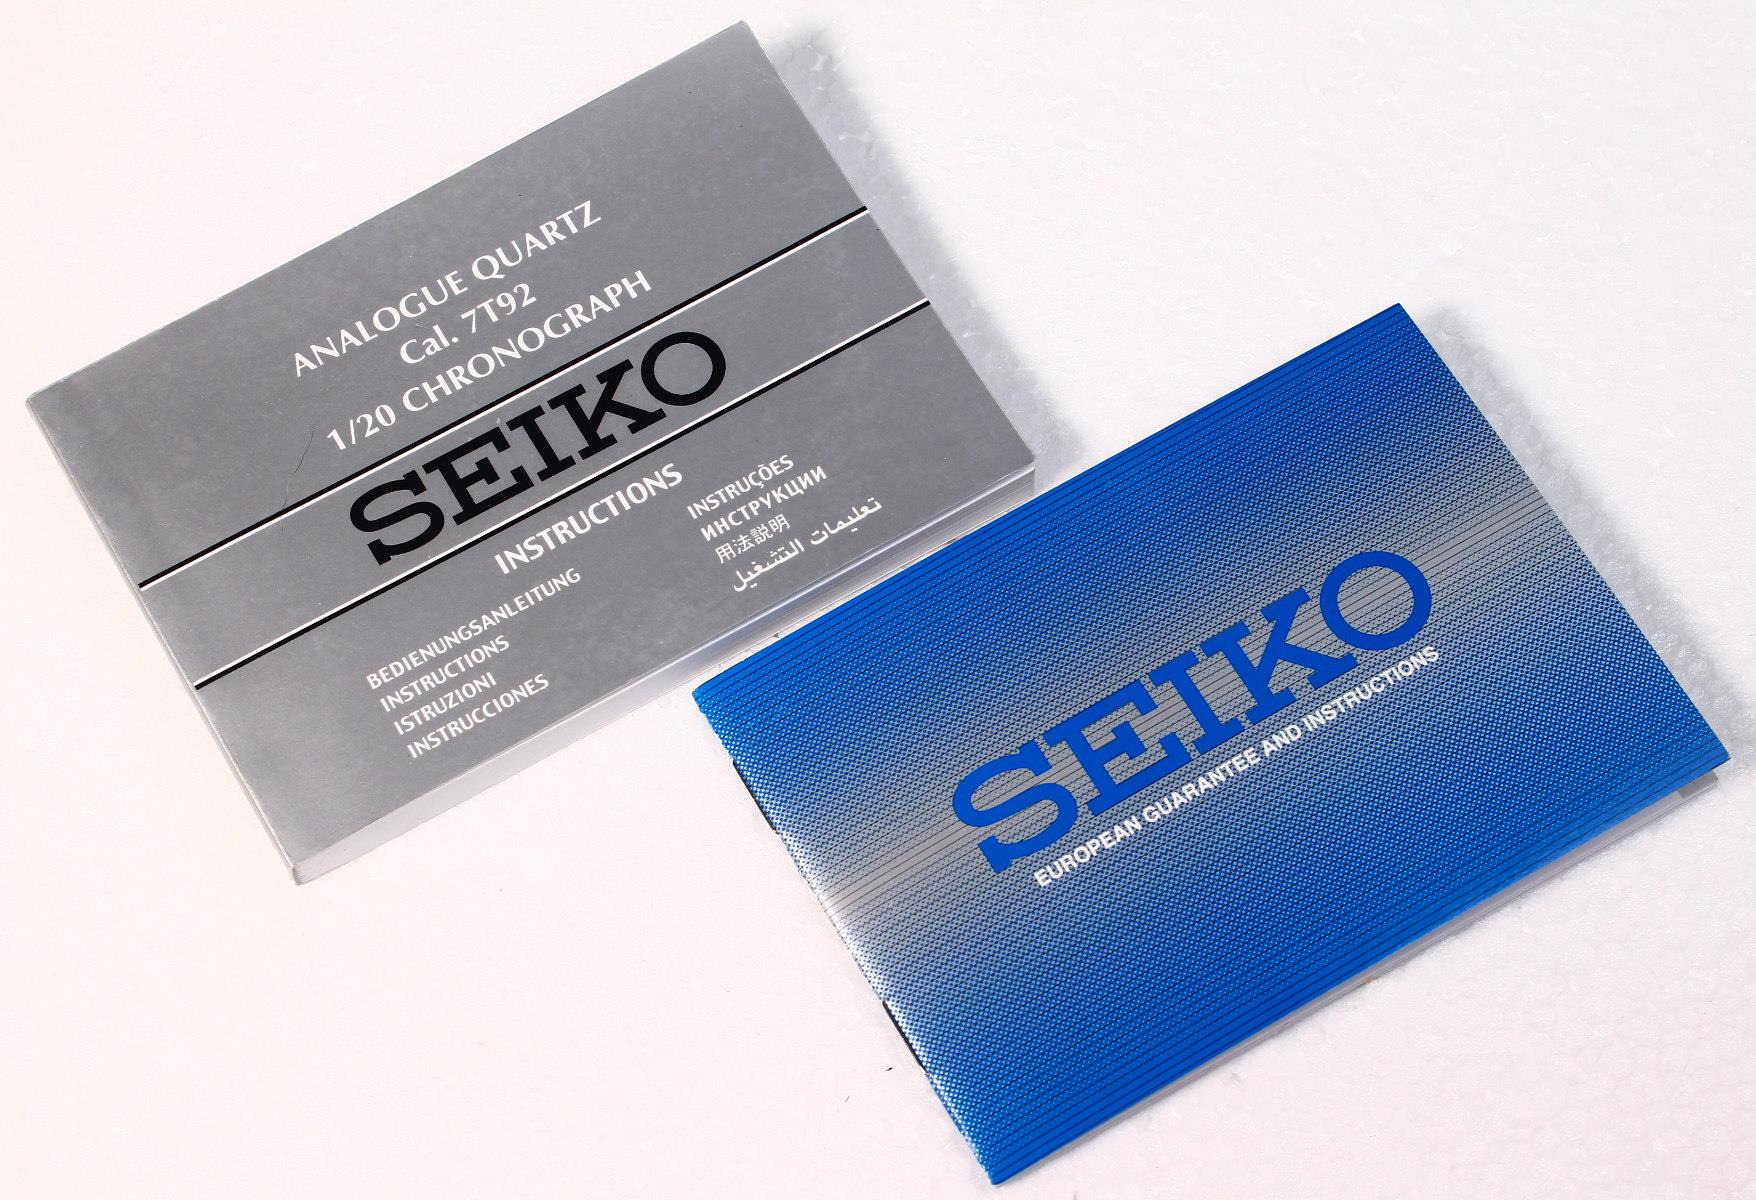 ANALOGUE QUARTZ
Cal. 7T92
1/20 CHRONOGRAPH
SEIKO
INSTRUCTIONS
BEDIENUNGSANLEITUNG
INSTRUCTIONS
ISTRUZIONI
INSTRUCCIONES
INSTRUÇÕES
ИНСТРУКЦИИ
用法説明
تعليمات التشغيل
SEIKO
EUROPEAN GUARANTEE AND INSTRUCTIONS